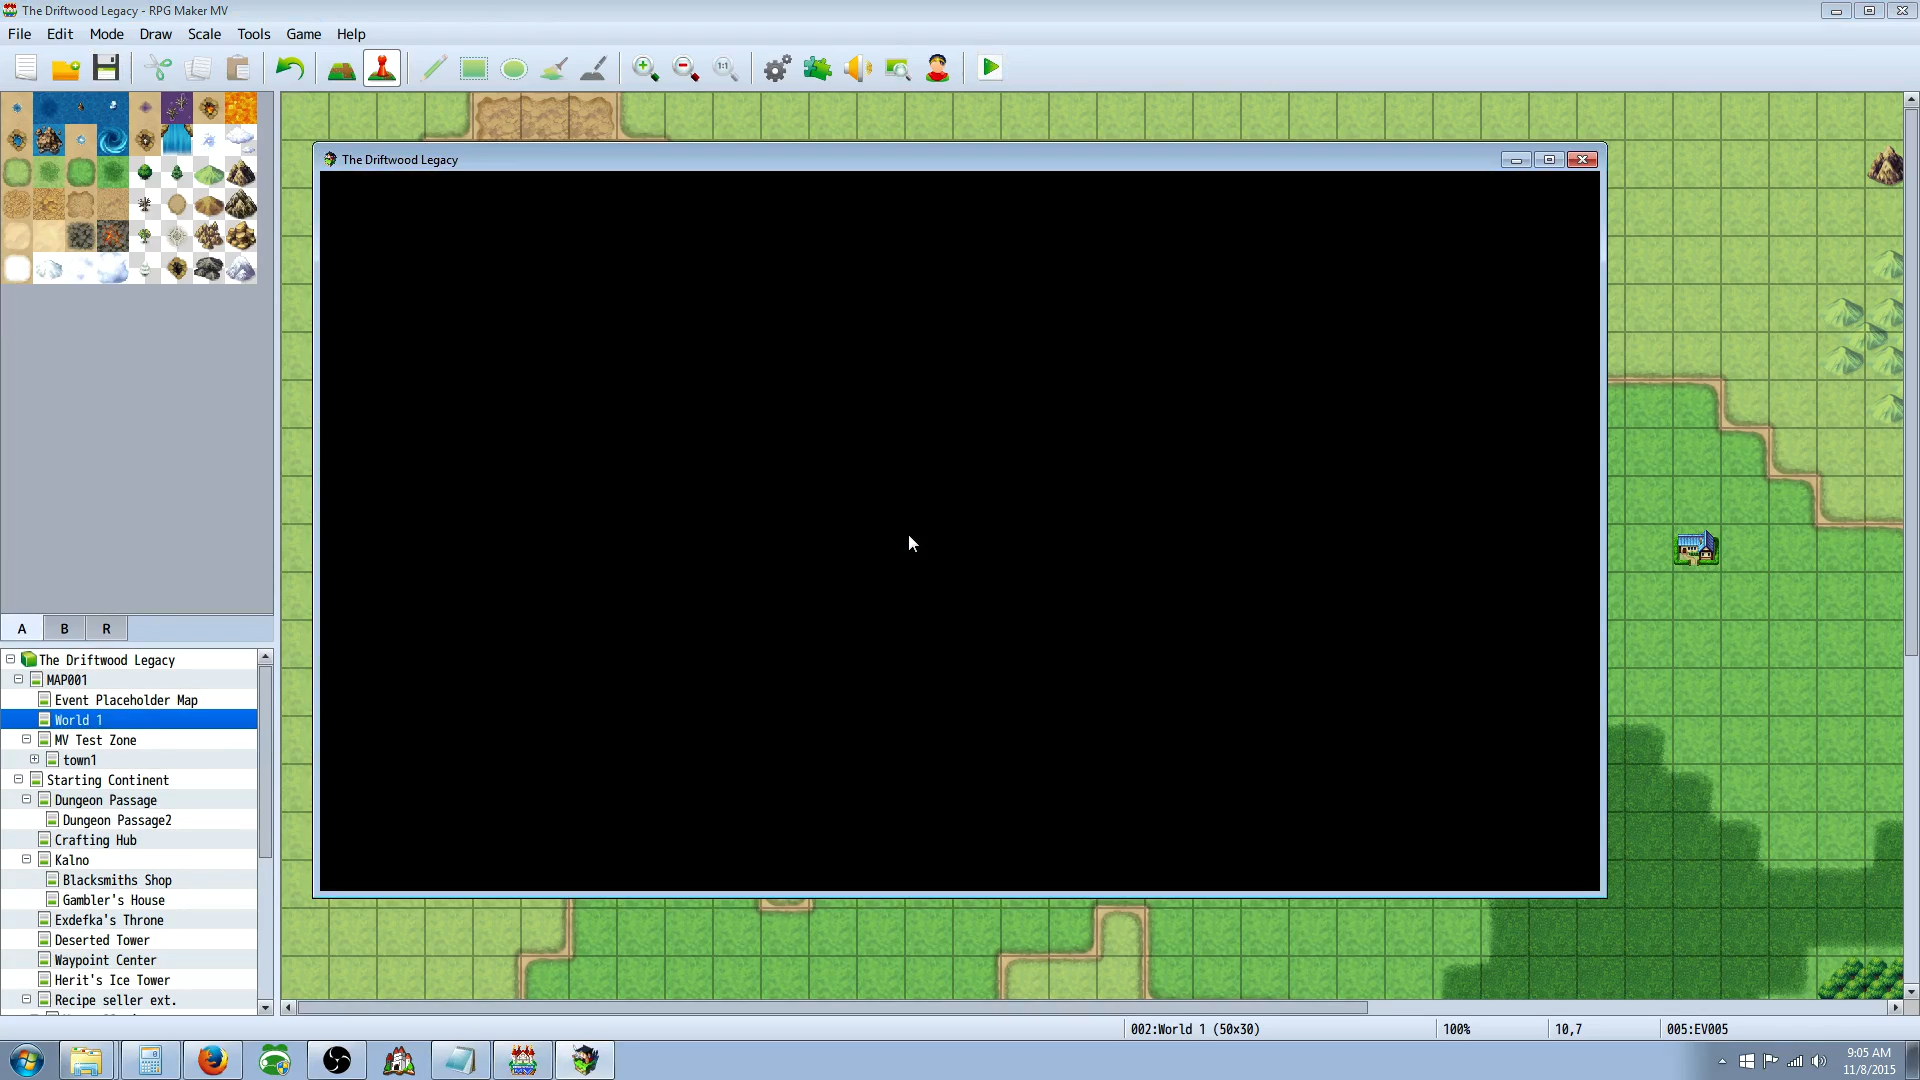 The Driftwood Legacy - RPG Maker MV
File Edit Mode Draw Scale Tools Game Help
1:1
The Driftwood Legacy
A B R
The Driftwood Legacy
MAP001
Event Placeholder Map
World 1
MV Test Zone
town1
Starting Continent
Dungeon Passage
Dungeon Passage2
Crafting Hub
Kalno
Blacksmiths Shop
Gambler's House
Exdefka's Throne
Deserted Tower
Waypoint Center
Herit's Ice Tower
Recipe seller ext.
002:World 1 (50x30) 100% 10,7 005:EV005
9:05 AM
11/8/2015